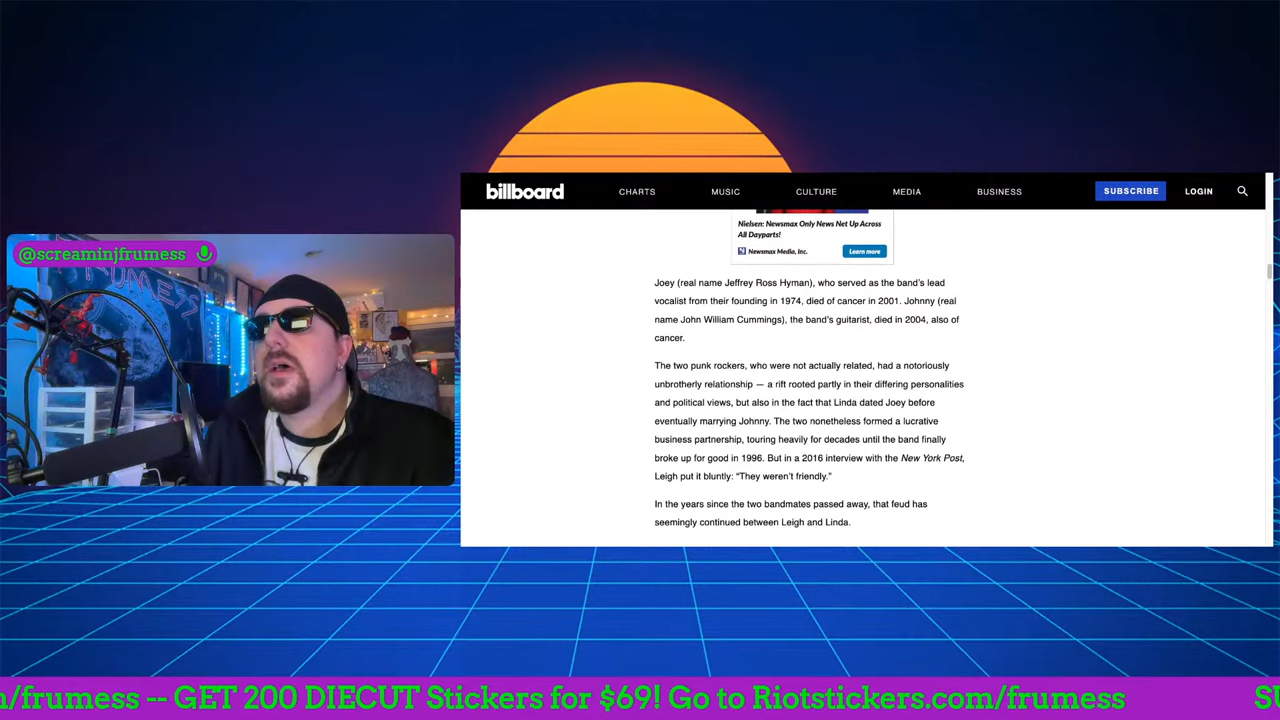 billboard
CHARTS
MUSIC
CULTURE
MEDIA
BUSINESS
SUBSCRIBE
LOGIN
Nielsen: Newsmax Only News Net Up Across
All Dayparts!
Newsmax Media, Inc.
Learn more
@screaminjfrumess
Joey (real name Jeffrey Ross Hyman), who served as the band's lead
vocalist from their founding in 1974, died of cancer in 2001. Johnny (real
name John William Cummings), the band's guitarist, died in 2004, also of
cancer.
The two punk rockers, who were not actually related, had a notoriously
unbrotherly relationship — a rift rooted partly in their differing personalities
and political views, but also in the fact that Linda dated Joey before
eventually marrying Johnny. The two nonetheless formed a lucrative
business partnership, touring heavily for decades until the band finally
broke up for good in 1996. But in a 2016 interview with the New York Post,
Leigh put it bluntly: “They weren’t friendly.”
In the years since the two bandmates passed away, that feud has
seemingly continued between Leigh and Linda.
/frumess -- GET 200 DIECUT Stickers for $69! Go to Riotstickers.com/frumess